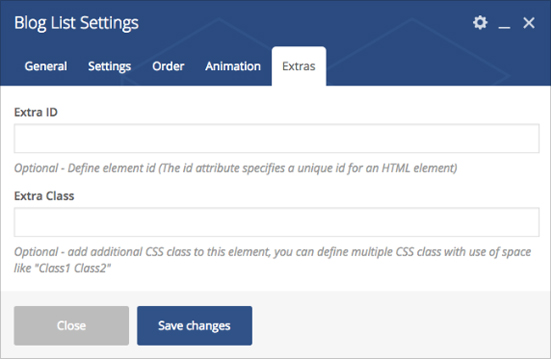 Blog List Settings
General Settings Order Animation Extras
Extra ID
Optional - Define element id (The id attribute specifies a unique id for an HTML element)
Extra Class
Optional - add additional CSS class to this element, you can define multiple CSS class with use of space
like "Class1 Class2"
Close Save changes